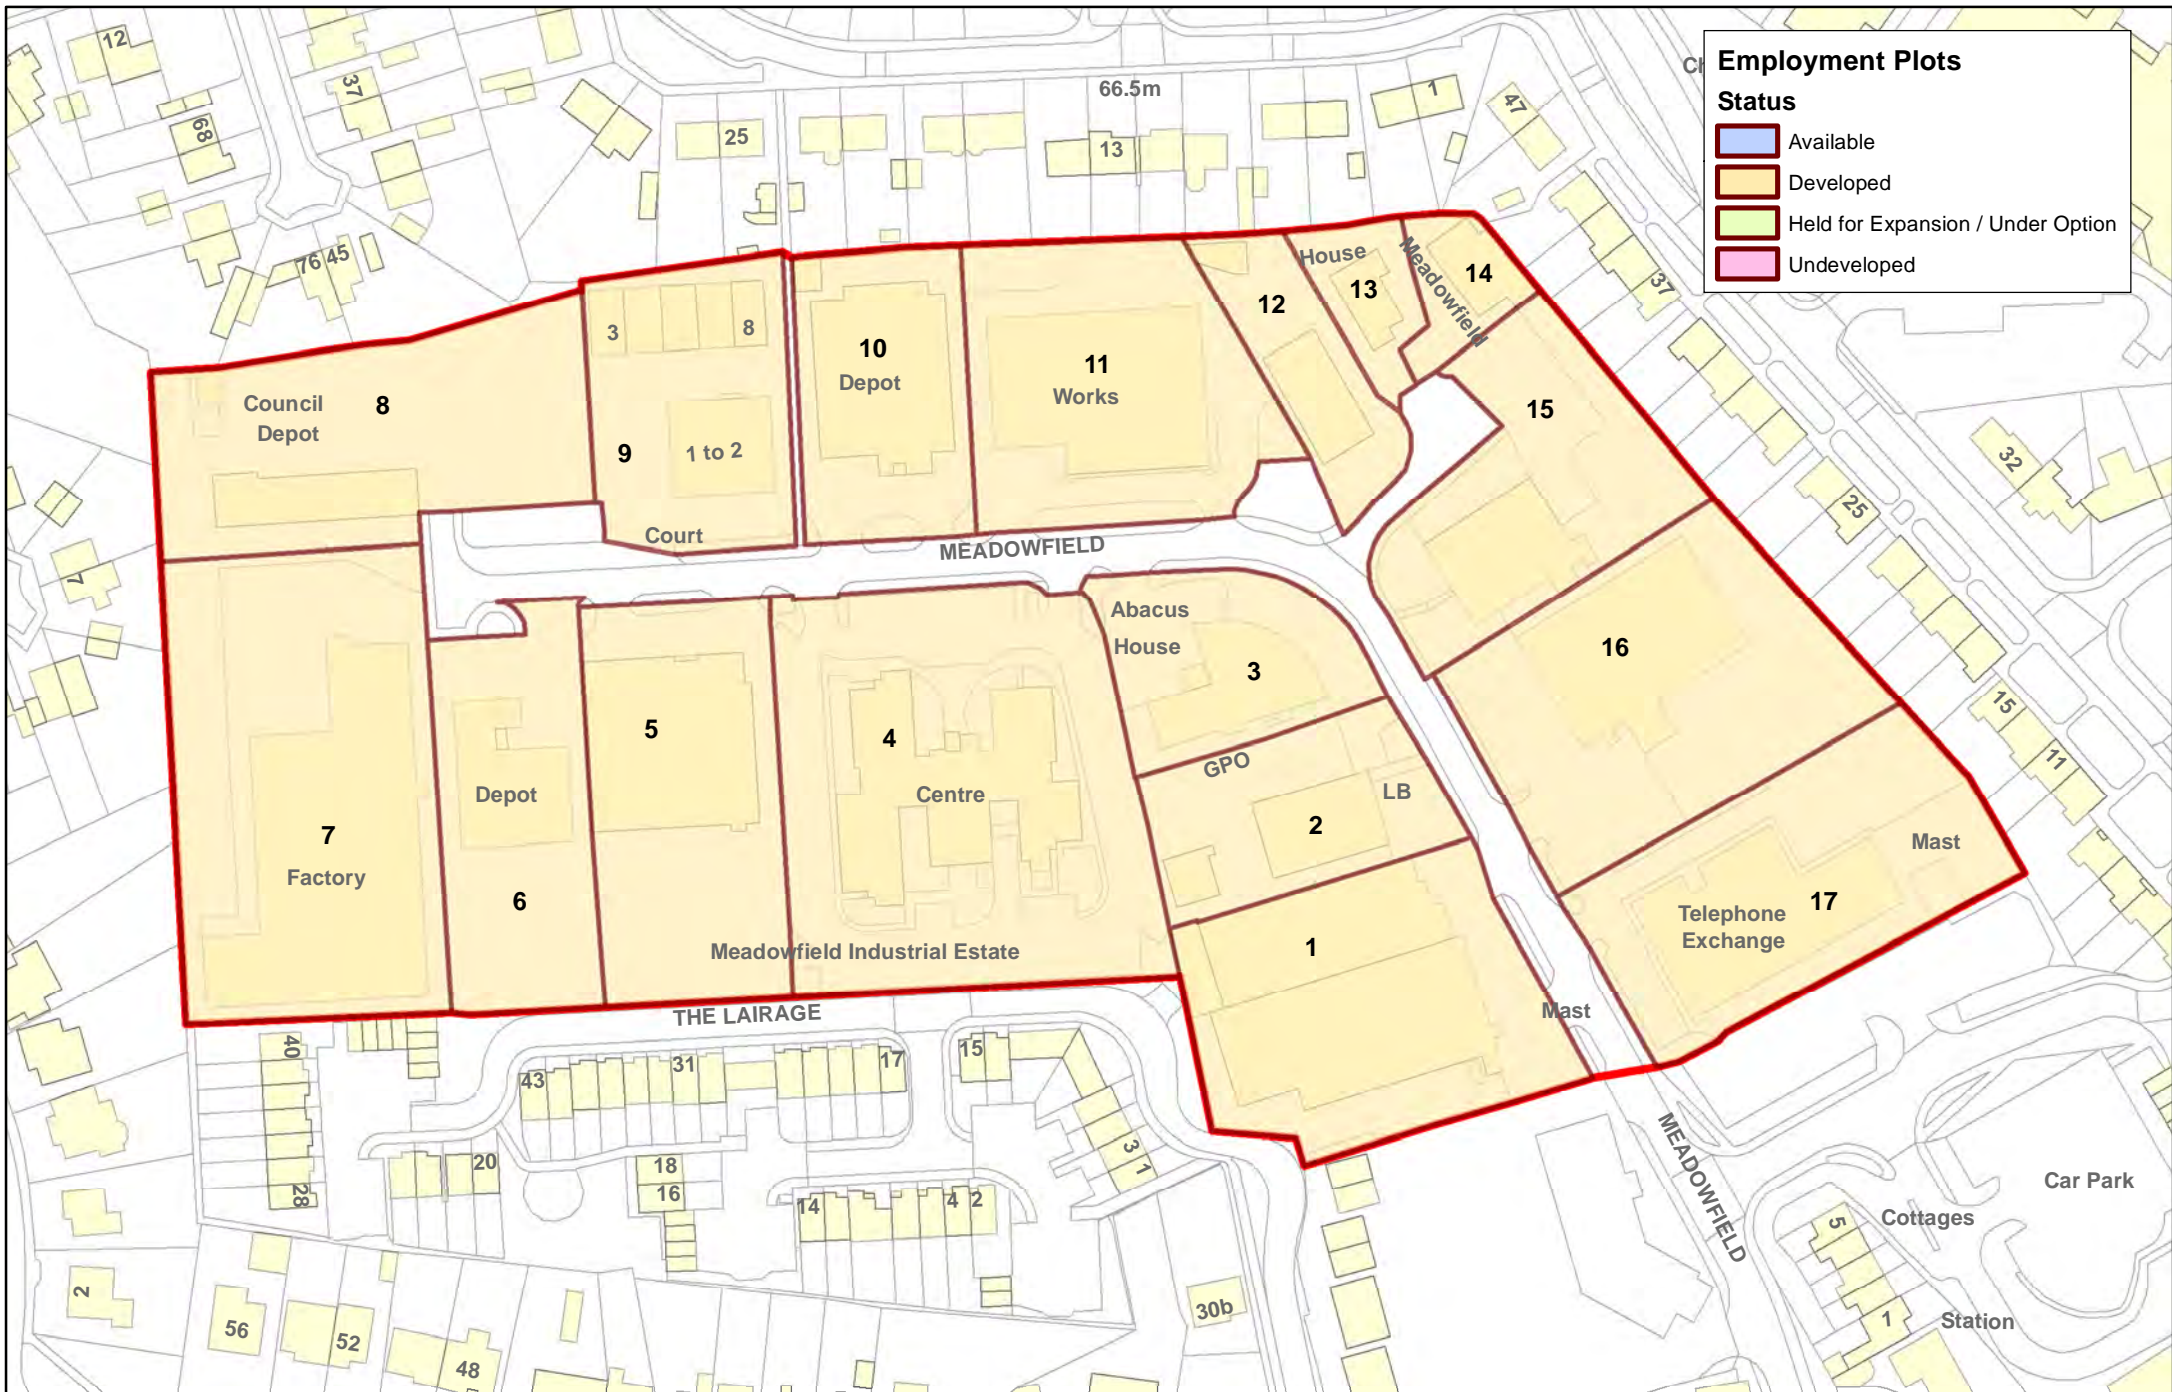 Employment Plots
Status
Available
Developed
Held for Expansion / Under Option
Undeveloped
12
37
68
76
45
25
66.5m
13
1
47
37
32
25
15
11
7
House
Meadowfield
12
13
14
15
10
Depot
11
Works
3
8
Council
Depot
8
9
1 to 2
Court
MEADOWFIELD
Abacus
House
3
16
GPO
LB
2
4
Centre
5
Depot
6
7
Factory
Meadowfield Industrial Estate
1
Mast
Mast
17
Telephone
Exchange
THE LAIRAGE
40
28
43
31
17
15
3
1
20
18
16
14
4
2
30b
2
56
52
48
MEADOWFIELD
Car Park
Cottages
5
1
Station